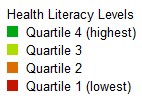 Health Literacy Levels
Quartile 4 (highest)
Quartile 3
Quartile 2
Quartile 1 (lowest)